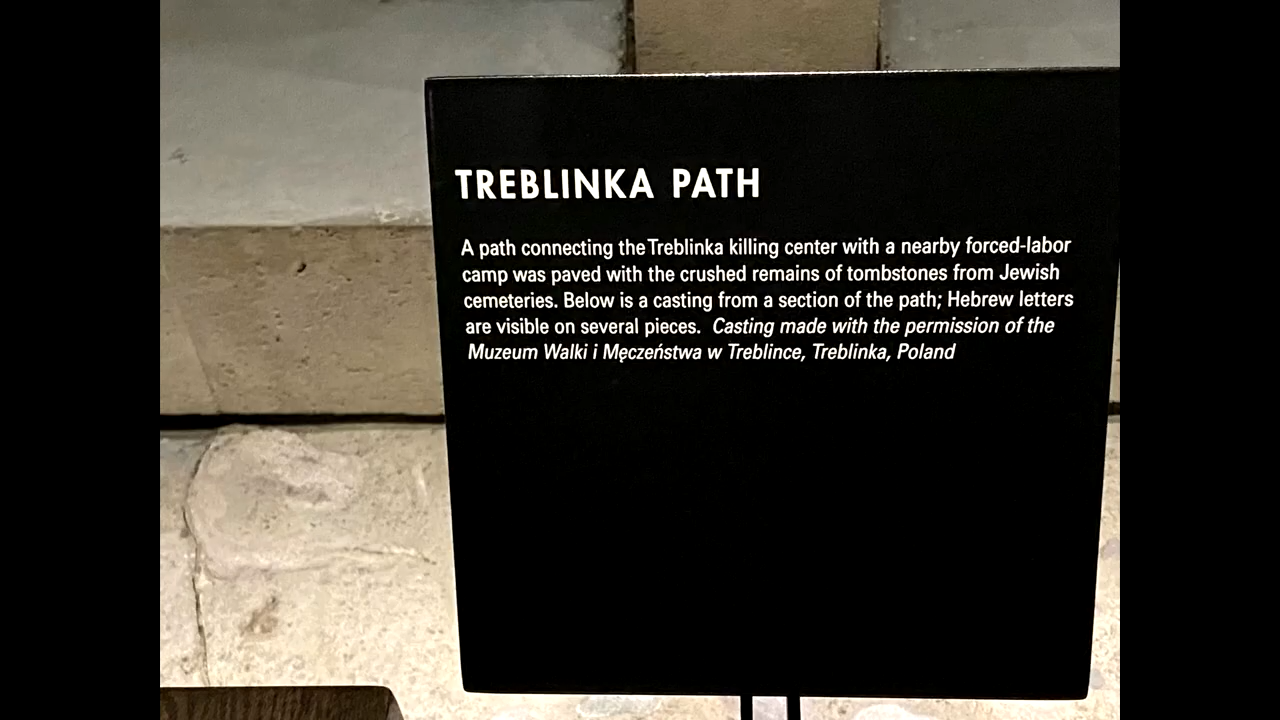 TREBLINKA PATH
A path connecting the Treblinka killing center with a nearby forced-labor
camp was paved with the crushed remains of tombstones from Jewish
cemeteries. Below is a casting from a section of the path; Hebrew letters
are visible on several pieces. Casting made with the permission of the
Muzeum Walki i Męczeństwa w Treblince, Treblinka, Poland